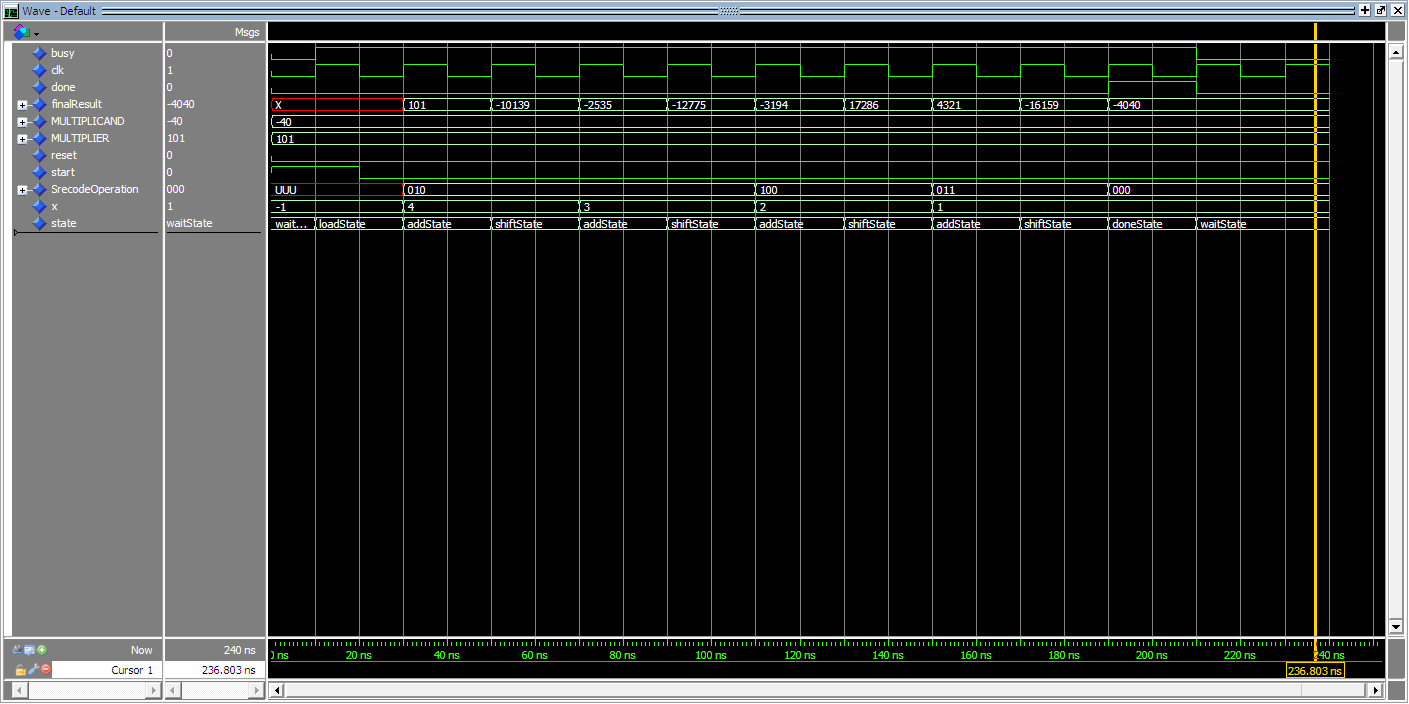 Wave - Default
Msgs
busy 0
clk 1
done 0
finalResult -4040 X 101 -10139 -2535 -12775 -3194 17286 4321 -16159 -4040
MULTIPLICAND -40 -40
MULTIPLIER 101 101
reset 0
start 0
SrecodeOperation 000 UUU 010 100 011 000
x 1 -1 4 3 2 1
state waitState wait... loadState addState shiftState addState shiftState addState shiftState addState shiftState doneState waitState
Now 240 ns ns 20 ns 40 ns 60 ns 80 ns 100 ns 120 ns 140 ns 160 ns 180 ns 200 ns 220 ns 240 ns
Cursor 1 236.803 ns 236.803 ns